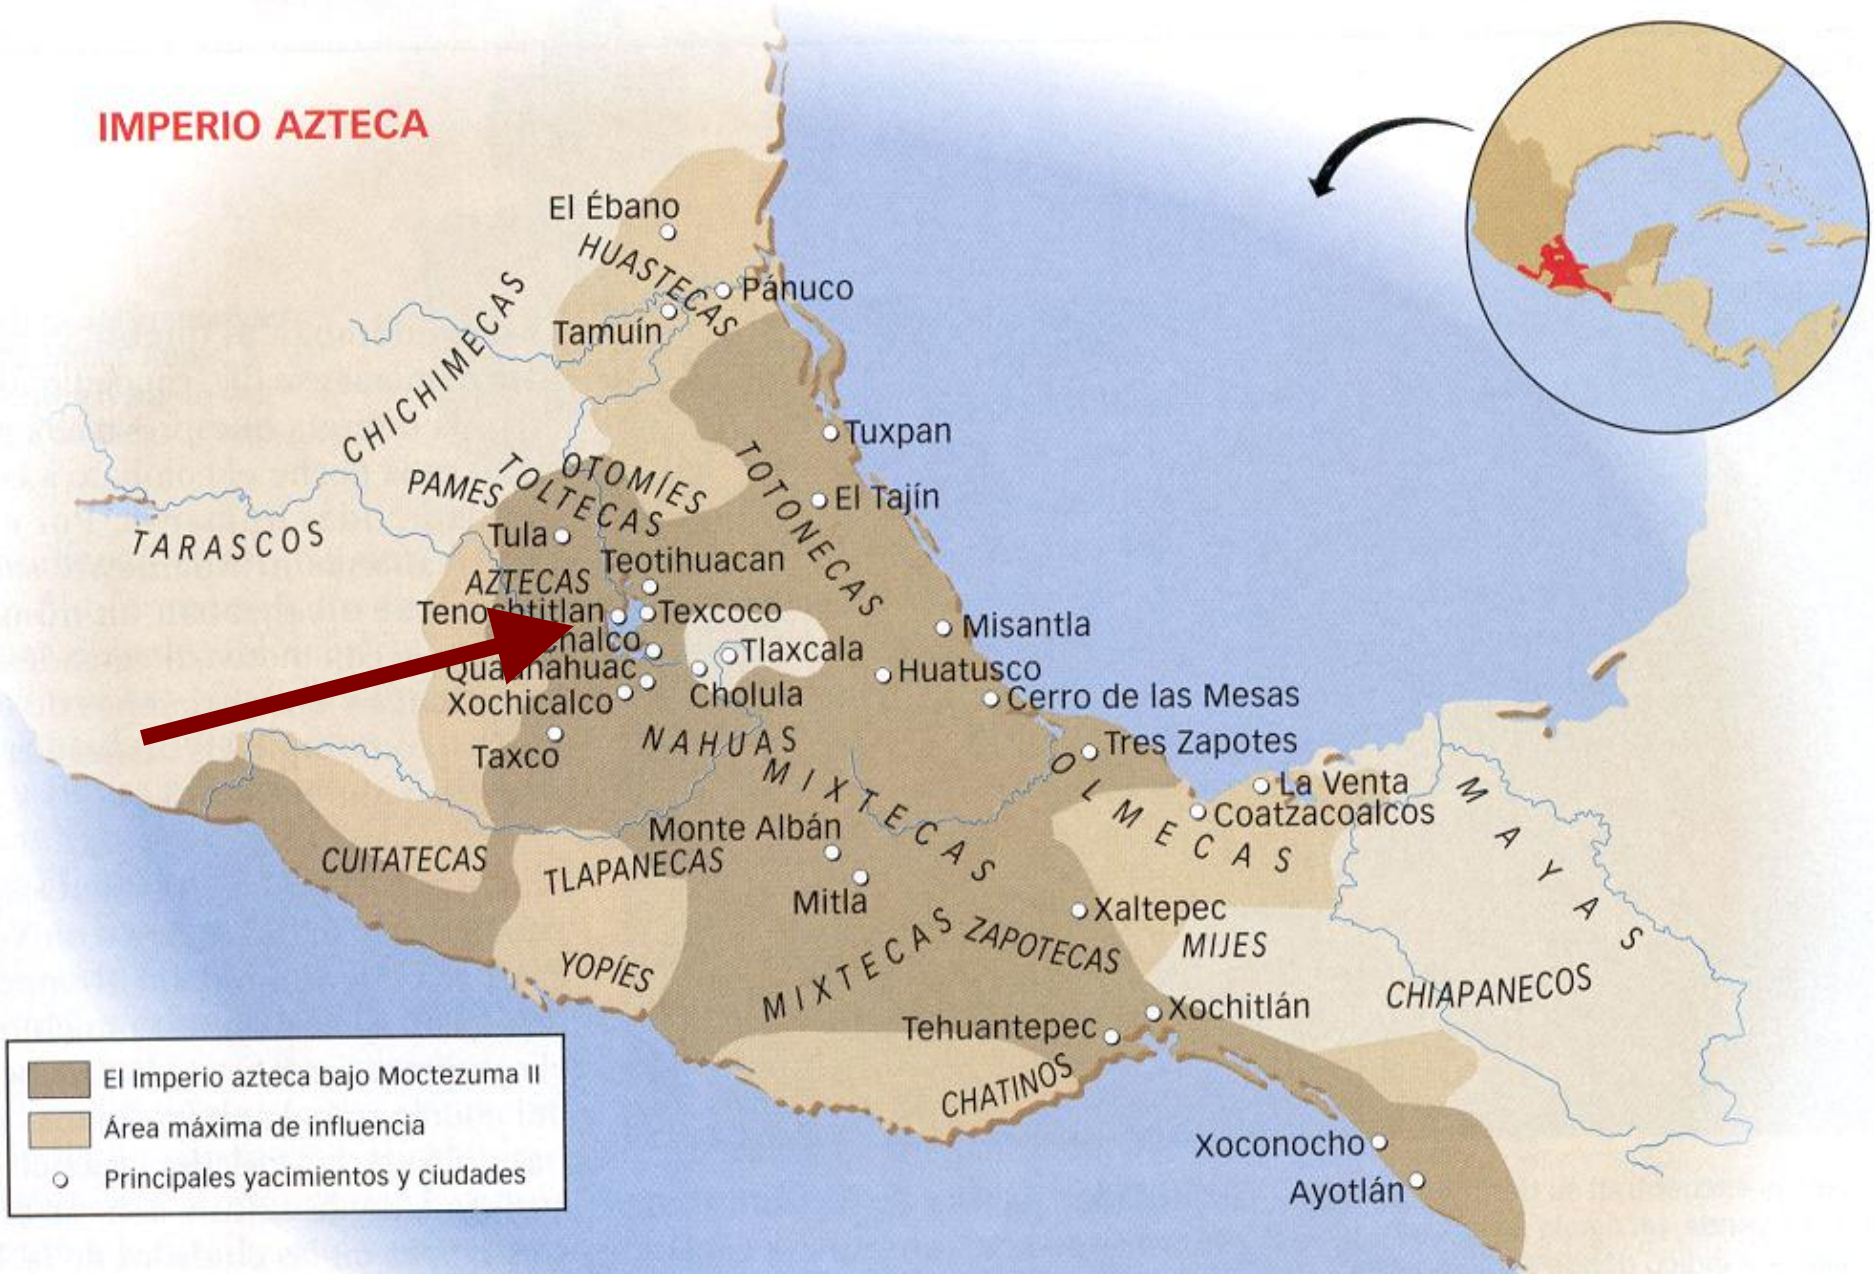 IMPERIO AZTECA
El Ébano
HUASTECAS
Pánuco
Tamuín
CHICHIMECAS
Tuxpan
OTOMÍES
PAMES
TOLTECAS
TOTONECAS
El Tajín
TARASCOS
Tula
Teotihuacan
AZTECAS
Tenochtitlan
Texcoco
Misantla
Tlaxcala
Huatusco
Xochicalco
Cholula
Cerro de las Mesas
NAHUAS
Taxco
Tres Zapotes
MIXTECAS
OLMECAS
La Venta
Coatzacoalcos
MAYAS
Monte Albán
CUITATECAS
TLAPANECAS
Mitla
Xaltepec
MIJES
ZAPOTECAS
MIXTECAS
YOPÍES
CHIAPANECOS
Xochitlán
Tehuantepec
CHATINOS
Xoconocho
Ayotlán
El Imperio azteca bajo Moctezuma II
Área máxima de influencia
Principales yacimientos y ciudades